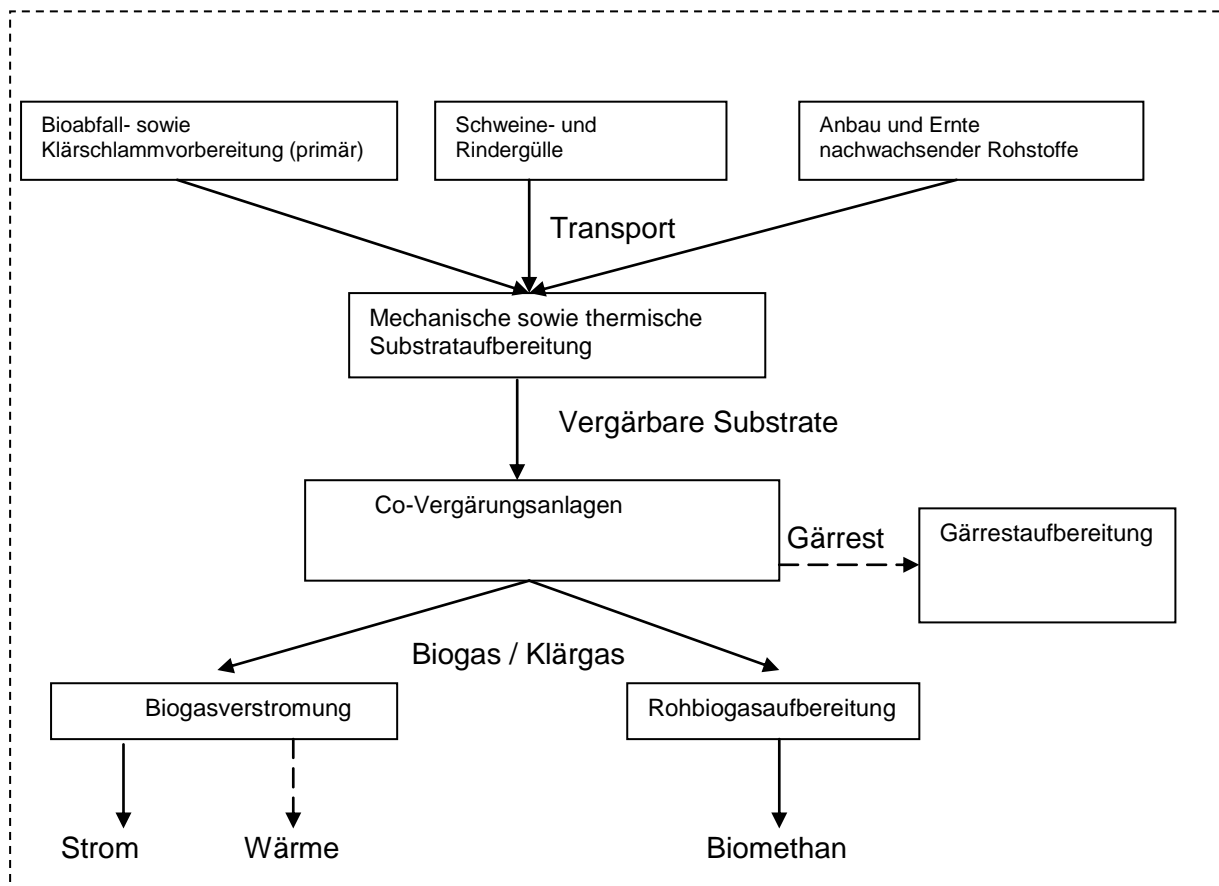 Bioabfall- sowie
Klärschlammvorbereitung (primär)
Schweine- und
Rindergülle
Anbau und Ernte
nachwachsender Rohstoffe
Transport
Mechanische sowie thermische
Substrataufbereitung
Vergärbare Substrate
Co-Vergärungsanlagen
Gärrest
Gärrestaufbereitung
Biogas / Klärgas
Biogasverstromung
Rohbiogasaufbereitung
Strom
Wärme
Biomethan